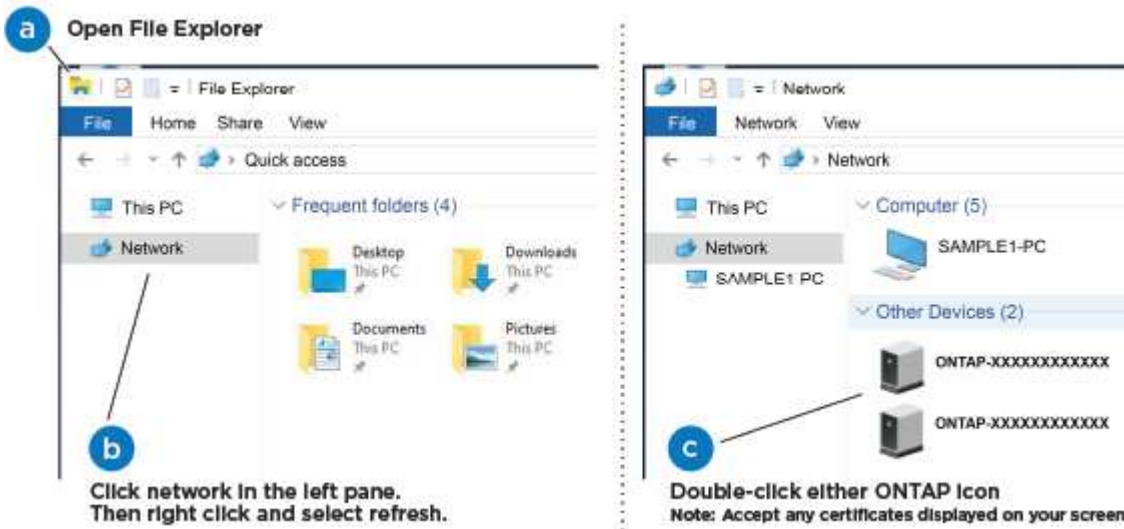 a
Open File Explorer
File Explorer
File Home Share View
Quick access
This PC
Network
Frequent folders (4)
Desktop
This PC
Downloads
This PC
Documents
This PC
Pictures
This PC
b
Click network in the left pane.
Then right click and select refresh.
Network
File Network View
Network
This PC
Network
SAMPLE1 PC
Computer (5)
SAMPLE1-PC
Other Devices (2)
ONTAP-XXXXXXXXXXXX
ONTAP-XXXXXXXXXXXX
c
Double-click either ONTAP icon
Note: Accept any certificates displayed on your screen